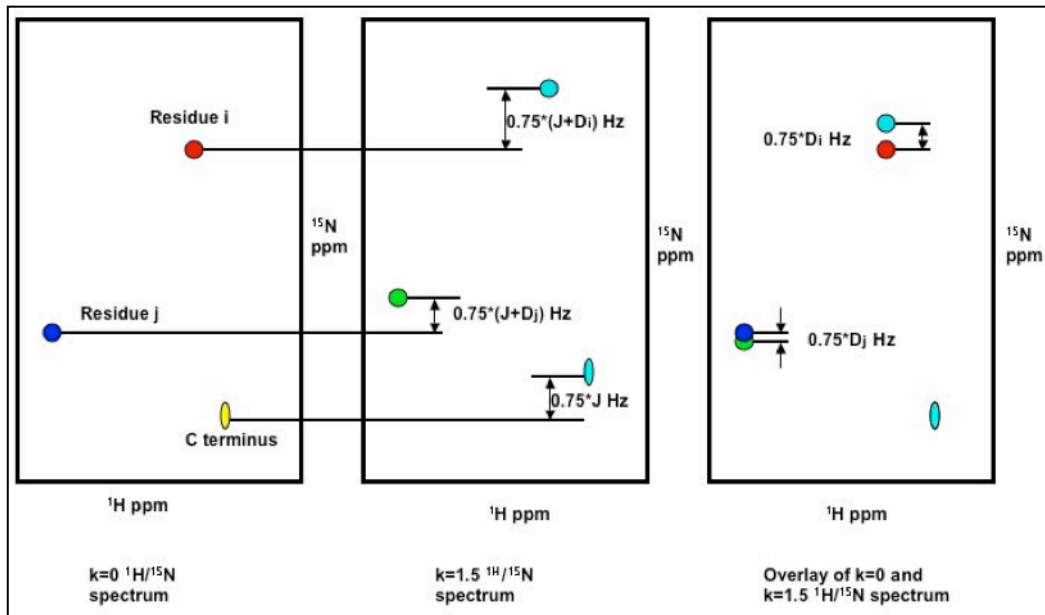 Residue i
Residue j
C terminus
¹⁵N
ppm
¹H ppm
k=0 ¹H/¹⁵N
spectrum
0.75*(J+Di) Hz
0.75*(J+Dj) Hz
0.75*J Hz
¹⁵N
ppm
¹H ppm
k=1.5 ¹ᴴ/¹⁵N
spectrum
0.75*Di Hz
0.75*Dj Hz
¹⁵N
ppm
¹H ppm
Overlay of k=0 and
k=1.5 ¹H/¹⁵N spectrum